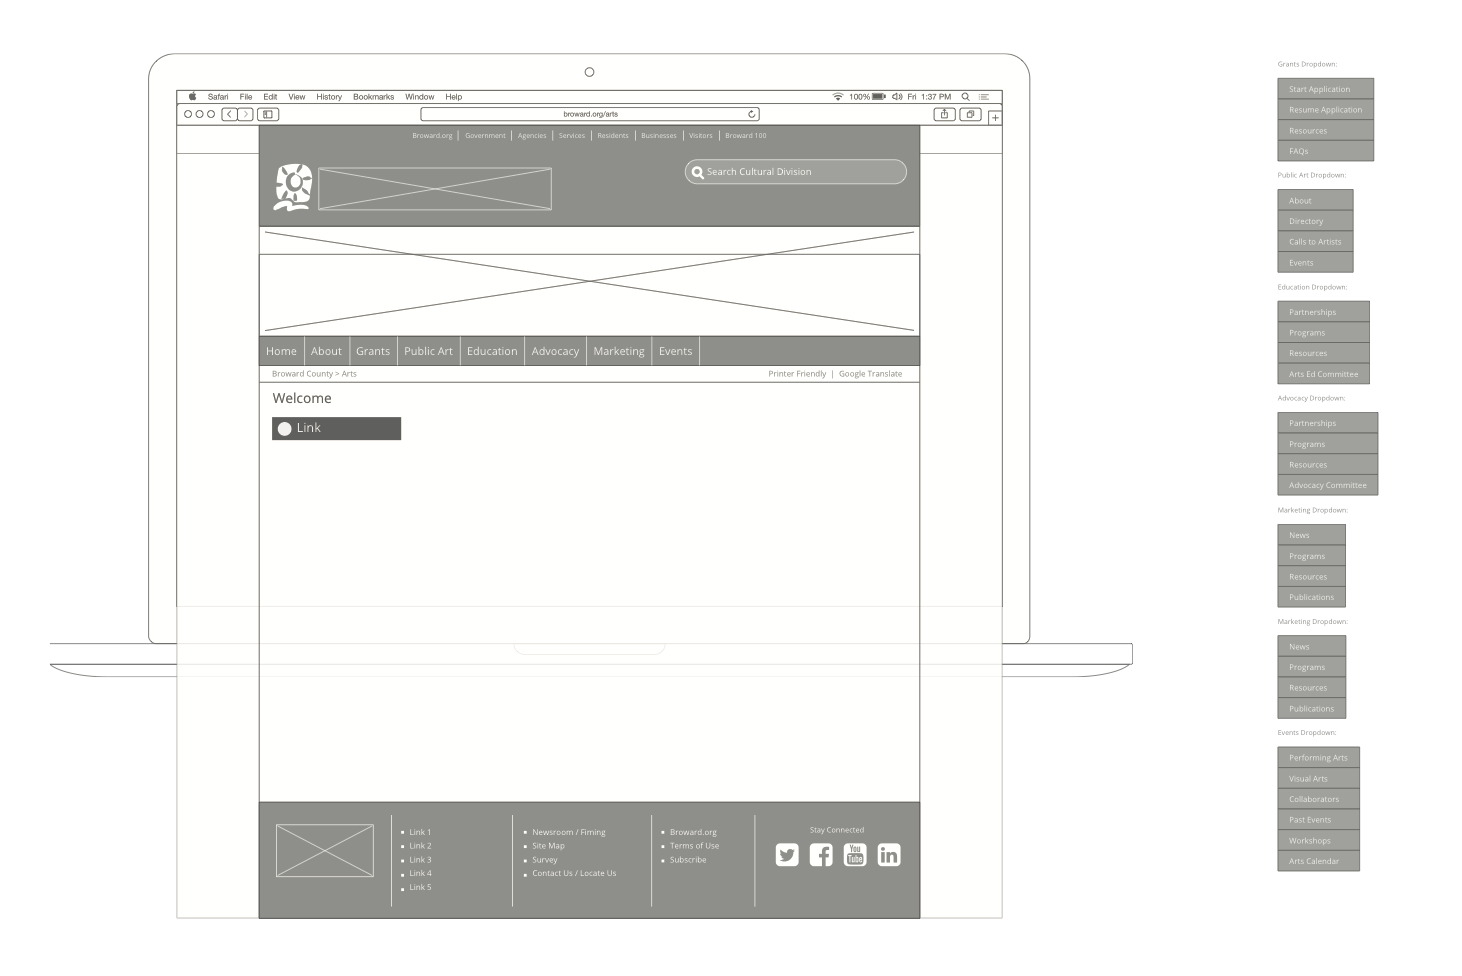 Safari File Edit View History Bookmarks Window Help 100% Fri 1:37 PM
broward.org/arts
Broward.org Government Agencies Services Residents Businesses Visitors Broward 100
Search Cultural Division
Home About Grants Public Art Education Advocacy Marketing Events
Broward County > Arts Printer Friendly | Google Translate
Welcome
Link
Link 1
Link 2
Link 3
Link 4
Link 5
Newsroom / Fiming
Site Map
Survey
Contact Us / Locate Us
Broward.org
Terms of Use
Subscribe
Stay Connected
You
Tube
in
Grants Dropdown:
Start Application
Resume Application
Resources
FAQs
Public Art Dropdown:
About
Directory
Calls to Artists
Events
Education Dropdown:
Partnerships
Programs
Resources
Arts Ed Committee
Advocacy Dropdown:
Partnerships
Programs
Resources
Advocacy Committee
Marketing Dropdown:
News
Programs
Resources
Publications
Marketing Dropdown:
News
Programs
Resources
Publications
Events Dropdown:
Performing Arts
Visual Arts
Collaborators
Past Events
Workshops
Arts Calendar